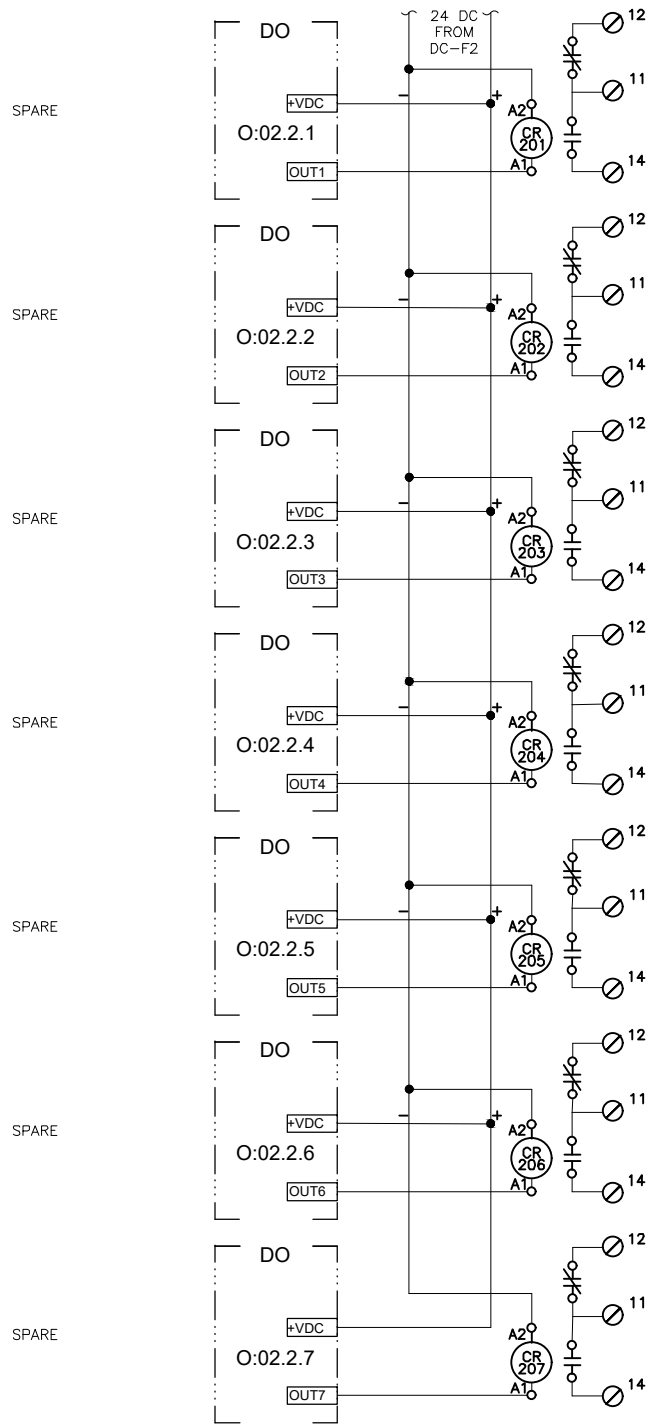 24 DC
FROM
DC-F2
DO
12
SPARE
+VDC
-
+
A2
11
O:02.2.1
CR
201
OUT1
A1
14
DO
12
SPARE
+VDC
-
+
A2
11
O:02.2.2
CR
202
OUT2
A1
14
DO
12
SPARE
+VDC
-
+
A2
11
O:02.2.3
CR
203
OUT3
A1
14
DO
12
SPARE
+VDC
-
+
A2
11
O:02.2.4
CR
204
OUT4
A1
14
DO
12
SPARE
+VDC
-
+
A2
11
O:02.2.5
CR
205
OUT5
A1
14
DO
12
SPARE
+VDC
-
+
A2
11
O:02.2.6
CR
206
OUT6
A1
14
DO
12
SPARE
+VDC
A2
11
O:02.2.7
CR
207
OUT7
A1
14